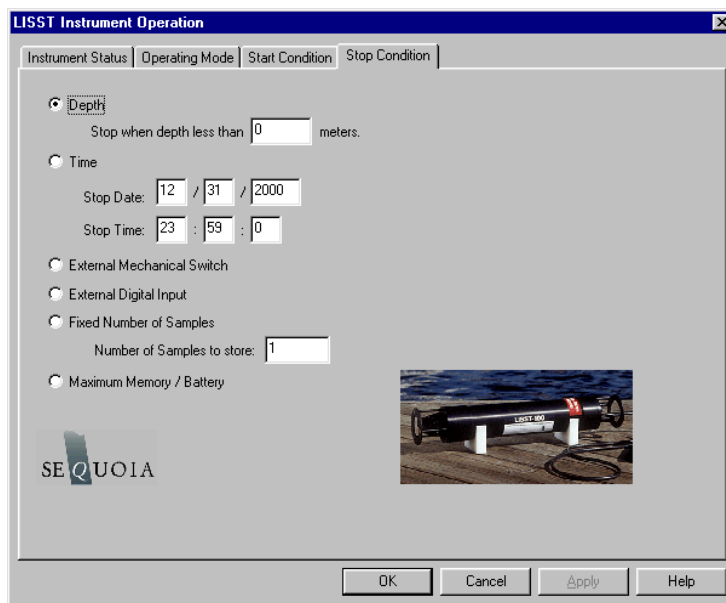 LISST Instrument Operation
Instrument Status Operating Mode Start Condition Stop Condition
Depth
Stop when depth less than 0 meters.
Time
Stop Date: 12 / 31 / 2000
Stop Time: 23 : 59 : 0
External Mechanical Switch
External Digital Input
Fixed Number of Samples
Number of Samples to store: 1
Maximum Memory / Battery
LISST-100
SEQUOIA
OK Cancel Apply Help